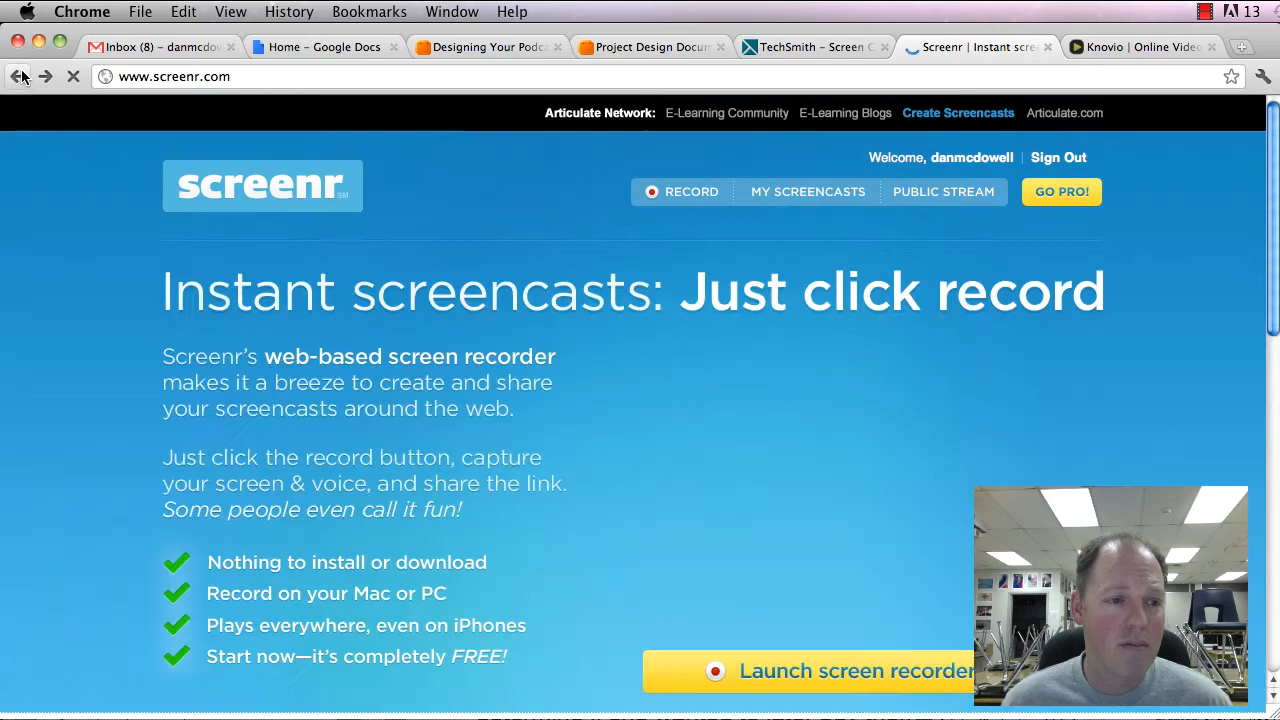 Chrome File Edit View History Bookmarks Window Help 13
Inbox (8) – danmcdow Home – Google Docs Designing Your Podca Project Design Docum Techsmith – Screen C Screenr | Instant scre Knovio | Online Video
www.screenr.com
Articulate Network: E-Learning Community E-Learning Blogs Create Screencasts Articulate.com
Welcome, danmcdowell | Sign Out
screenr SM
RECORD MY SCREENCASTS PUBLIC STREAM GO PRO!
Instant screencasts: Just click record
Screenr's web-based screen recorder
makes it a breeze to create and share
your screencasts around the web.
Just click the record button, capture
your screen & voice, and share the link.
Some people even call it fun!
Nothing to install or download
Record on your Mac or PC
Plays everywhere, even on iPhones
Start now—it's completely FREE!
Launch screen recorder